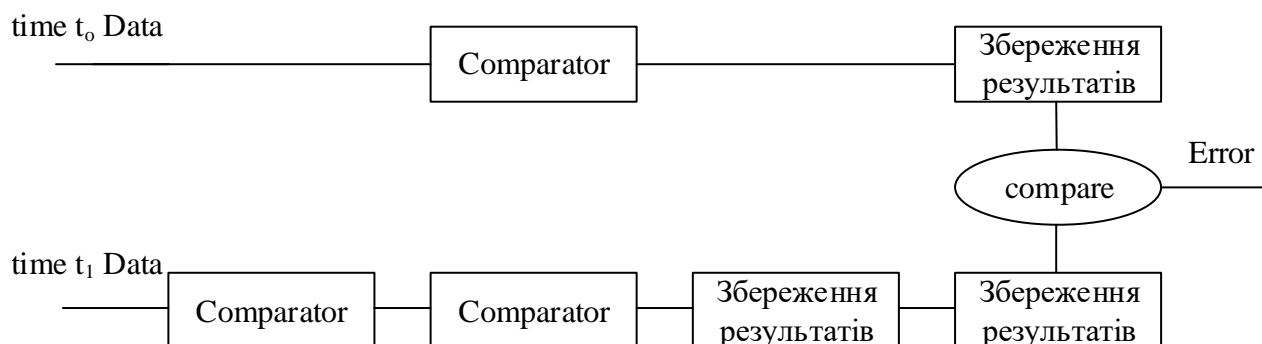 time tₒ Data
Comparator
Збереження
результатів
compare
Error
time t₁ Data
Comparator
Comparator
Збереження
результатів
Збереження
результатів